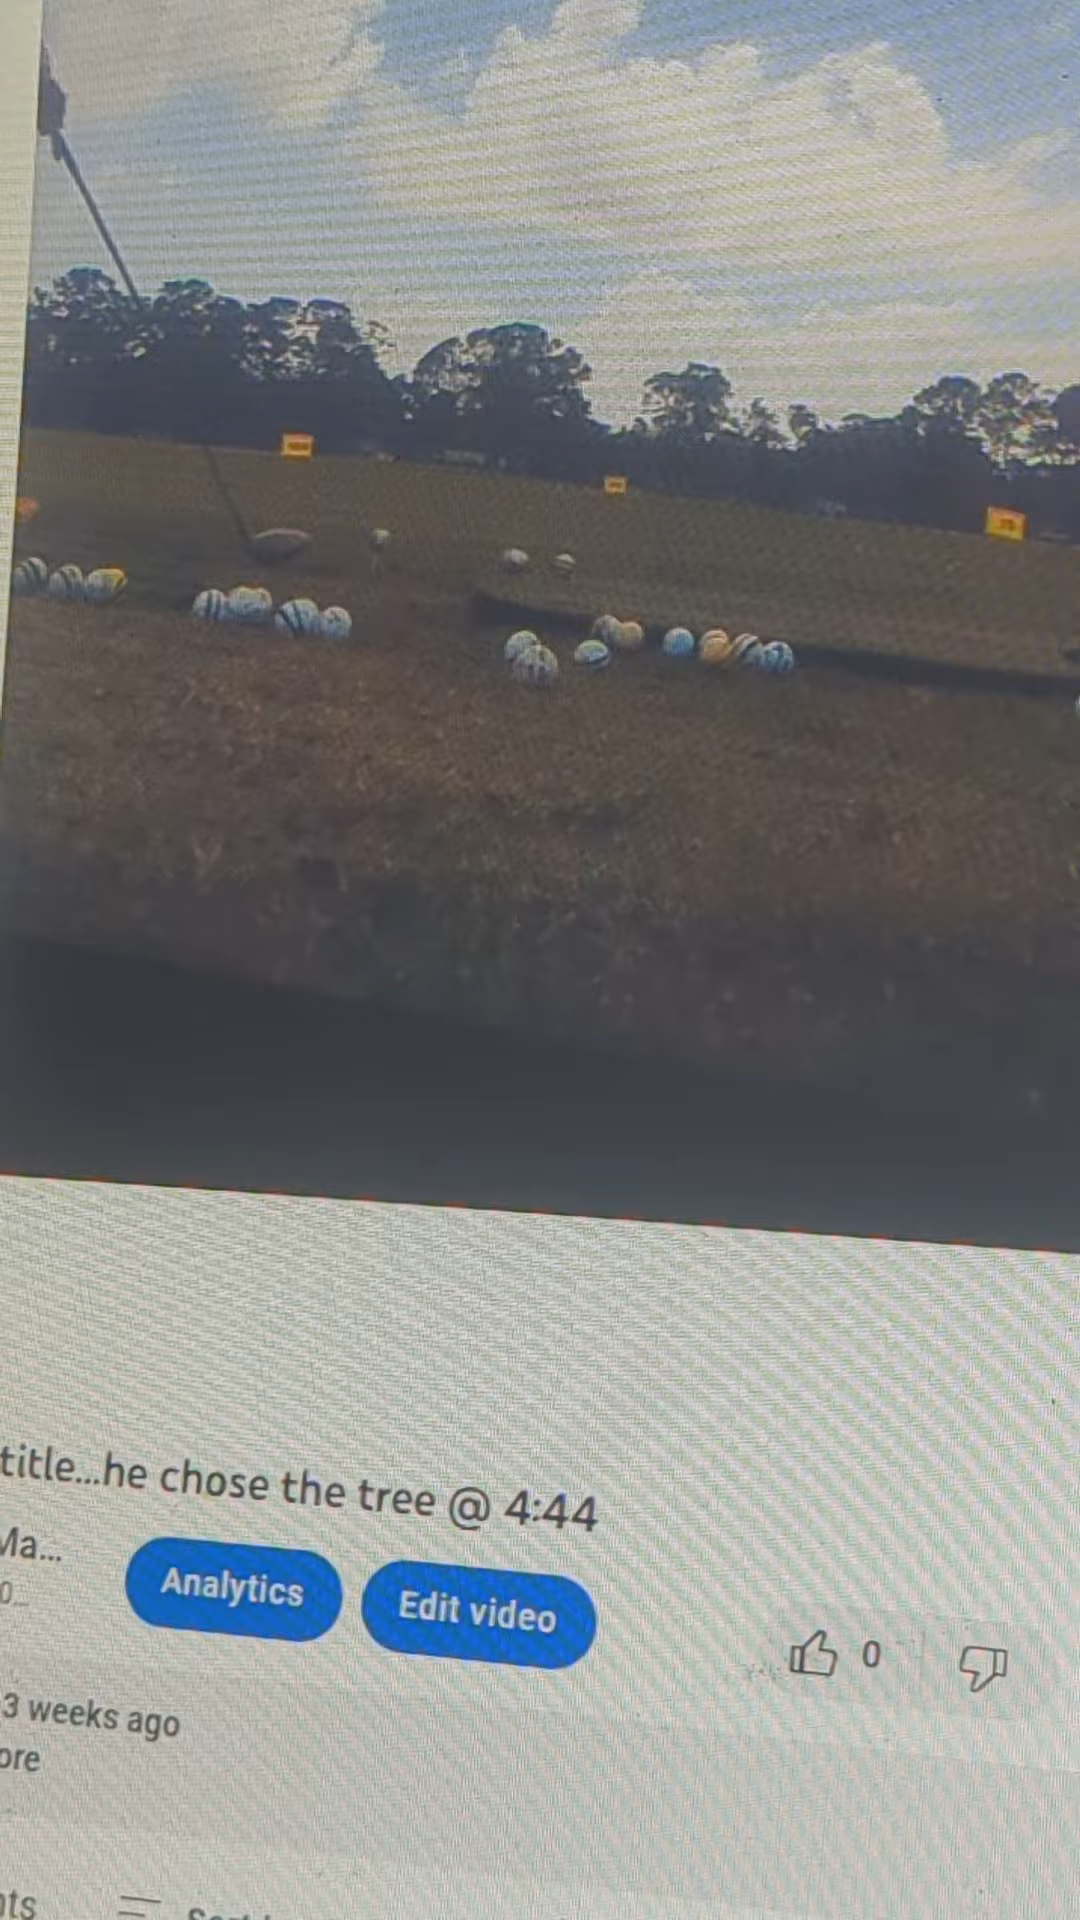 title...he chose the tree @ 4:44
Ma...
Analytics
Edit video
0
3 weeks ago
ore